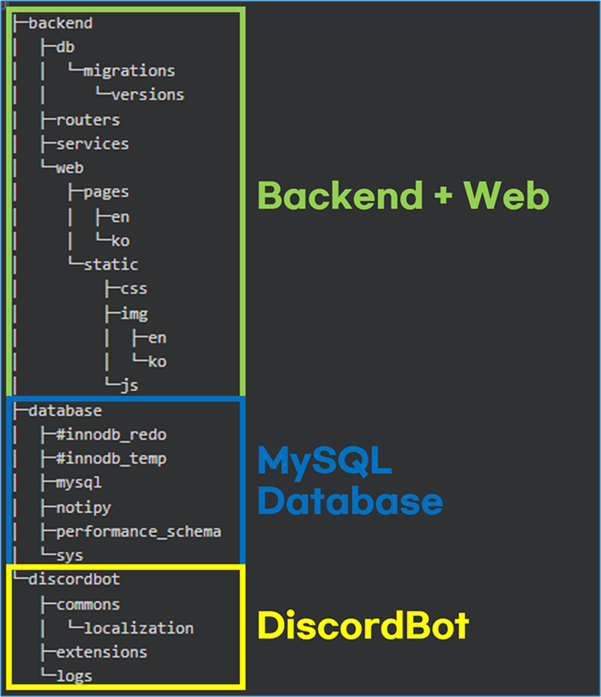 ├─backend
│  ├─db
│  │  └─migrations
│  │      └─versions
│  ├─routers
│  ├─services
│  └─web
│      ├─pages
│      │  ├─en
│      │  └─ko
│      └─static
│          ├─css
│          ├─img
│          │  ├─en
│          │  └─ko
│          └─js
Backend + Web
├─database
│  ├─#innodb_redo
│  ├─#innodb_temp
│  ├─mysql
│  ├─notipy
│  ├─performance_schema
│  └─sys
MySQL
Database
└─discordbot
    ├─commons
    │  └─localization
    ├─extensions
    └─logs
DiscordBot